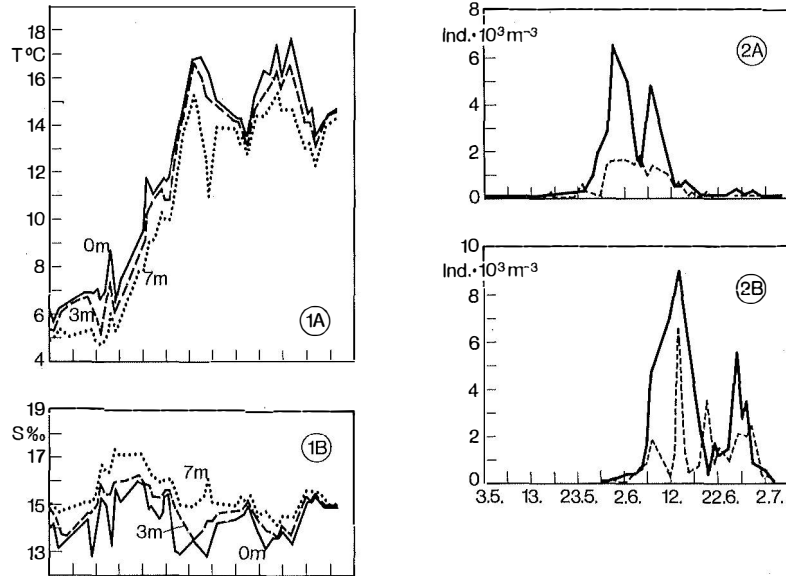 18
T°C
16
14
12
10
8
6
4
0m
3m
7m
1A
19
S‰
17
15
13
7m
3m
0m
1B
8
Ind.·10³m⁻³
6
4
2
0
2A
10
Ind.·10³m⁻³
8
6
4
2
0
2B
3.5. 13. 23.5. 2.6. 12. 22.6. 2.7.